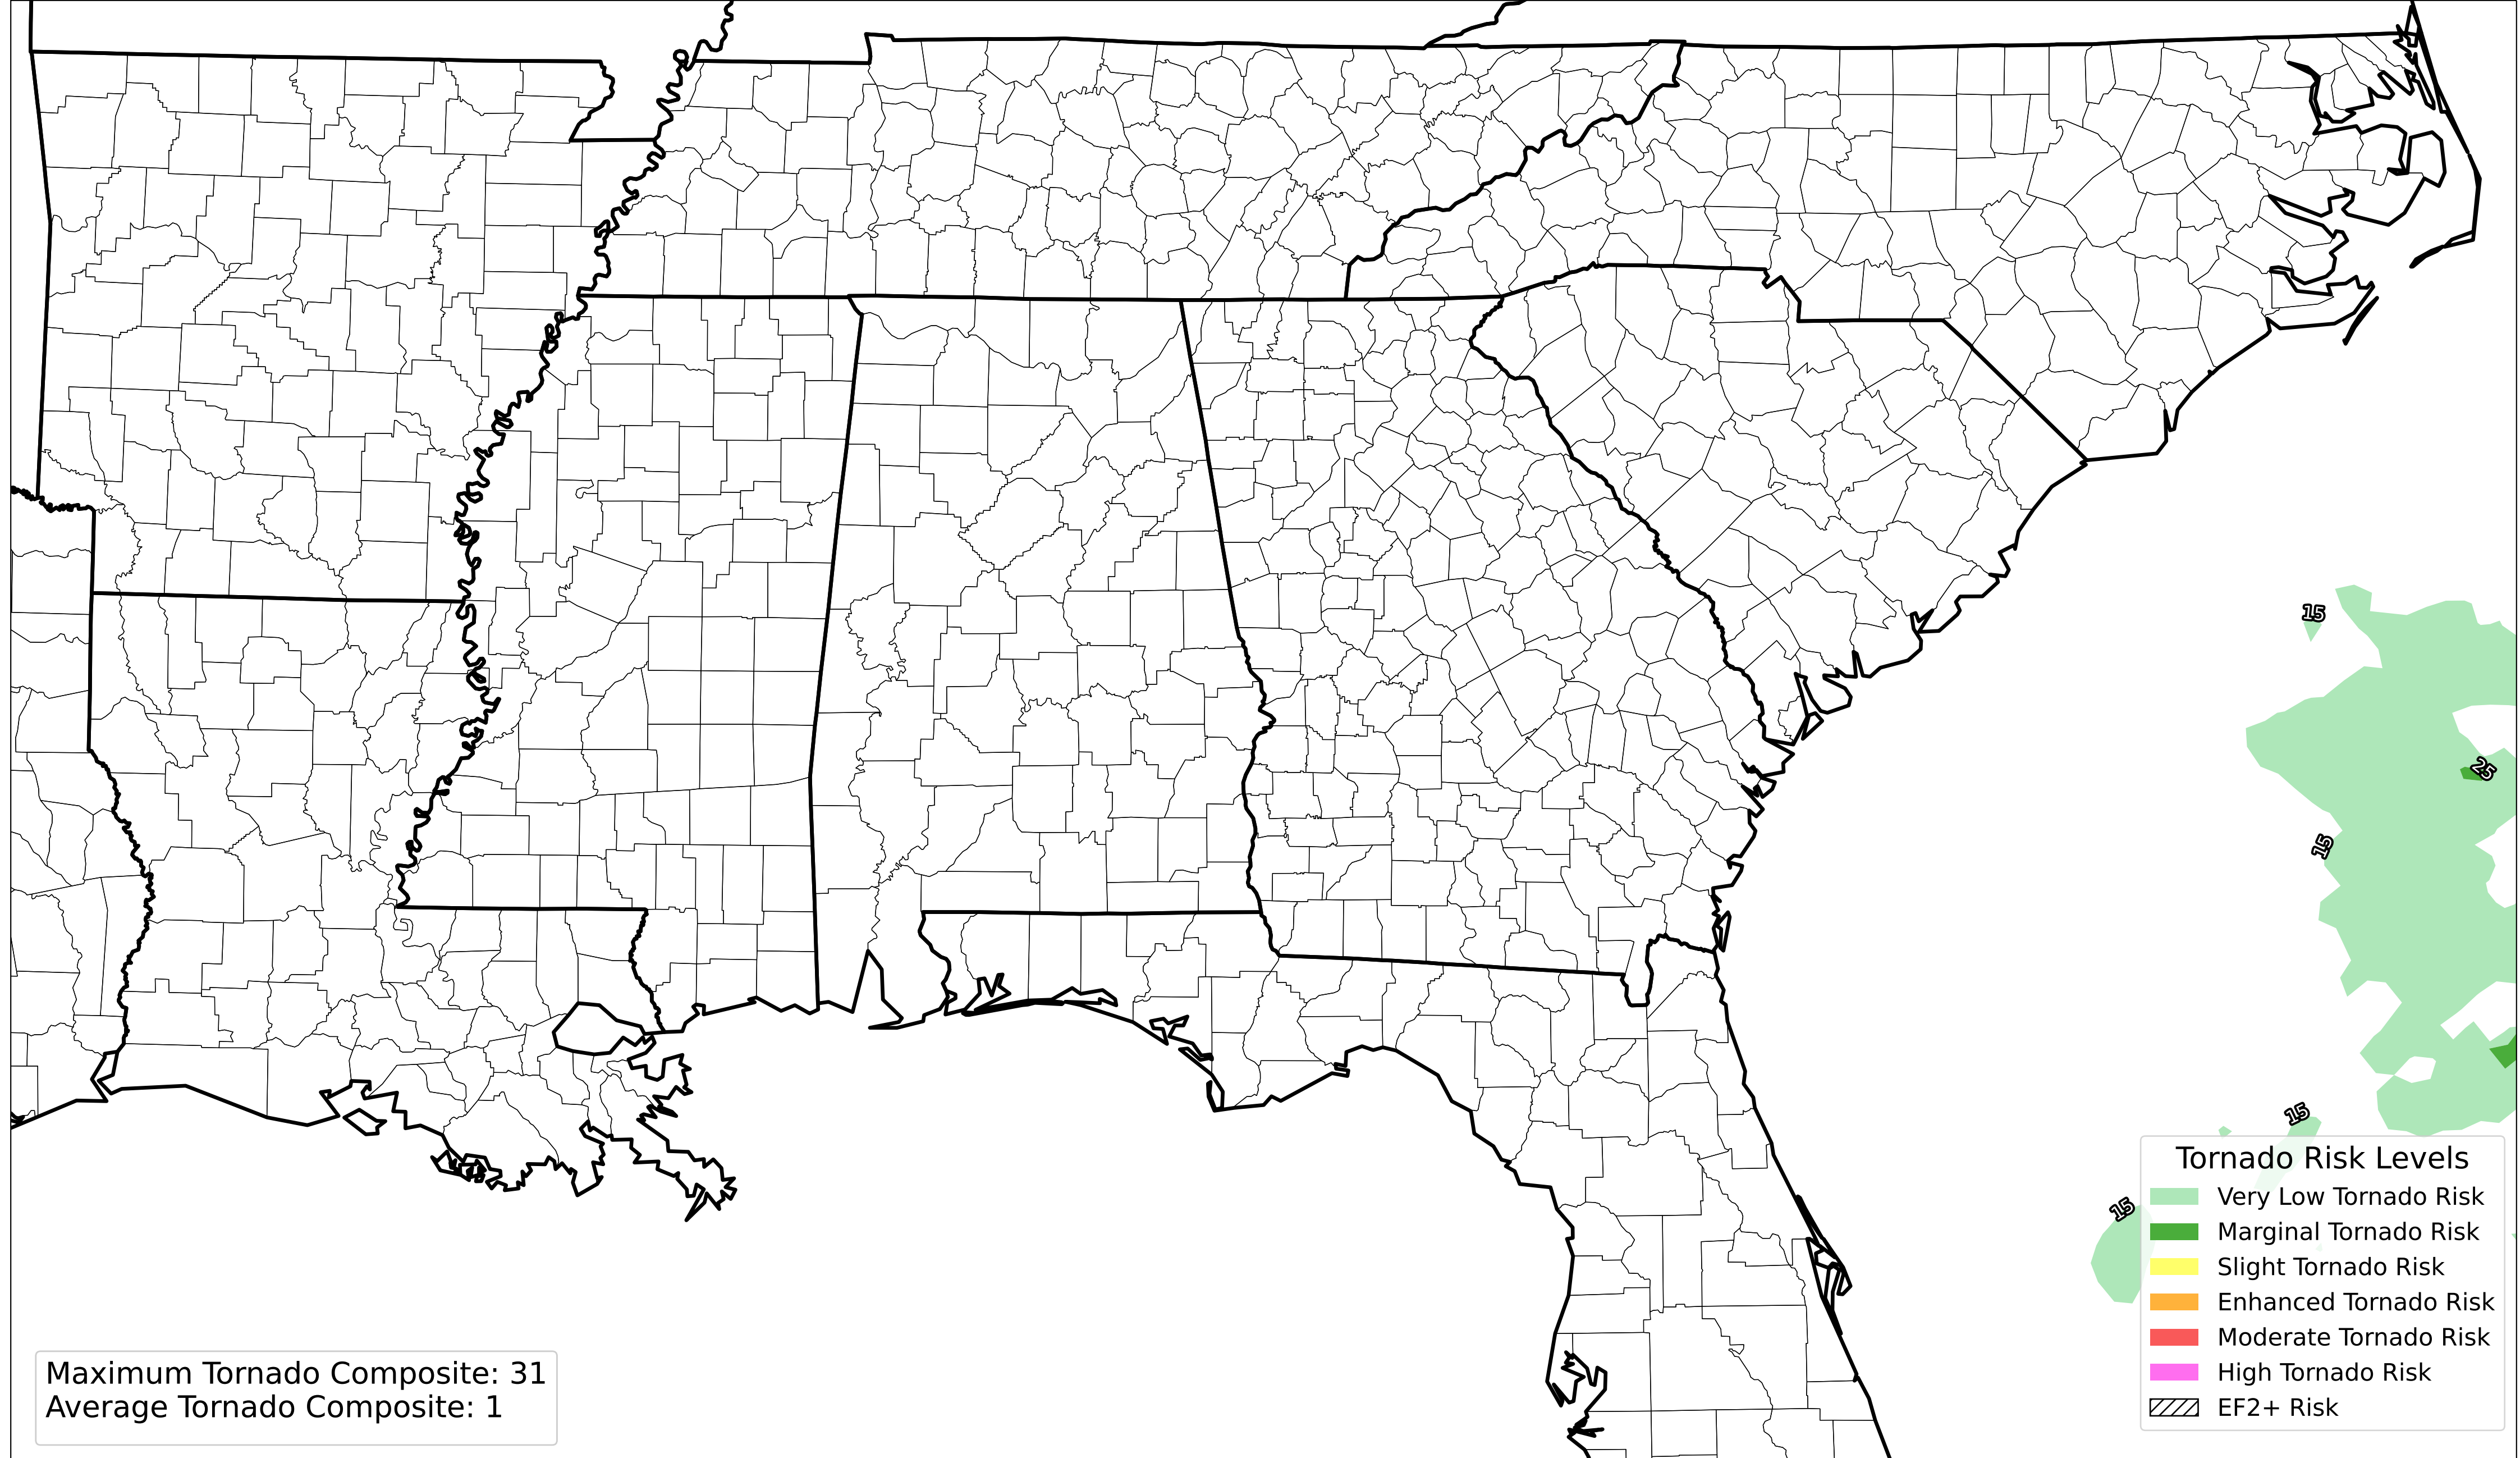 15
25
15
15
15
Tornado Risk Levels
Very Low Tornado Risk
Marginal Tornado Risk
Slight Tornado Risk
Enhanced Tornado Risk
Moderate Tornado Risk
High Tornado Risk
EF2+ Risk
Maximum Tornado Composite: 31
Average Tornado Composite: 1